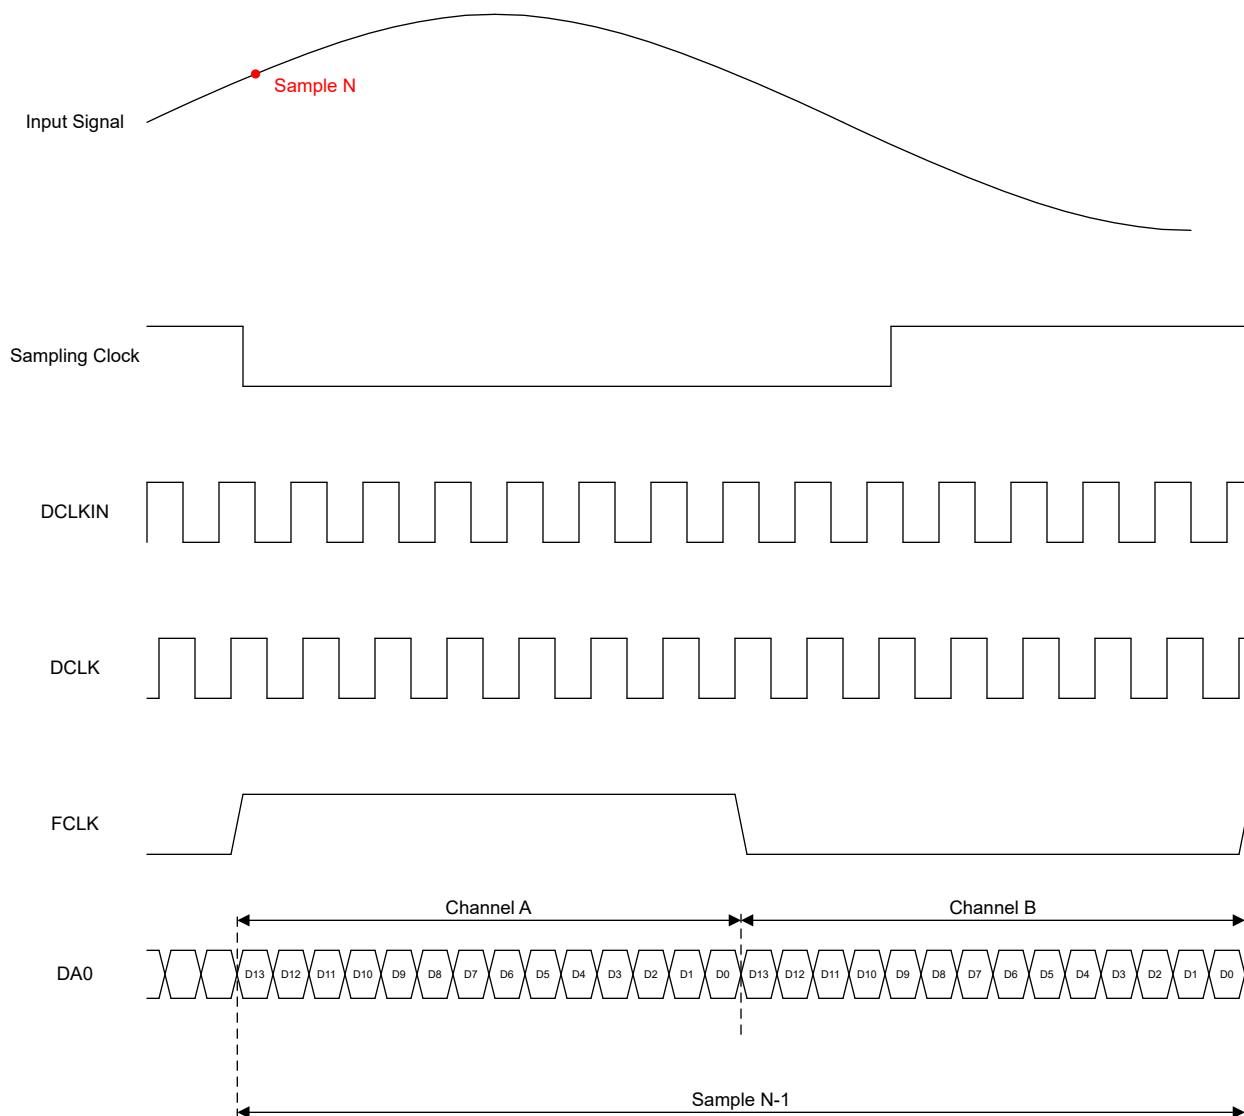 Sample N
Input Signal
Sampling Clock
DCLKIN
DCLK
FCLK
Channel A Channel B
DA0 D13 D12 D11 D10 D9 D8 D7 D6 D5 D4 D3 D2 D1 D0 D13 D12 D11 D10 D9 D8 D7 D6 D5 D4 D3 D2 D1 D0
Sample N-1